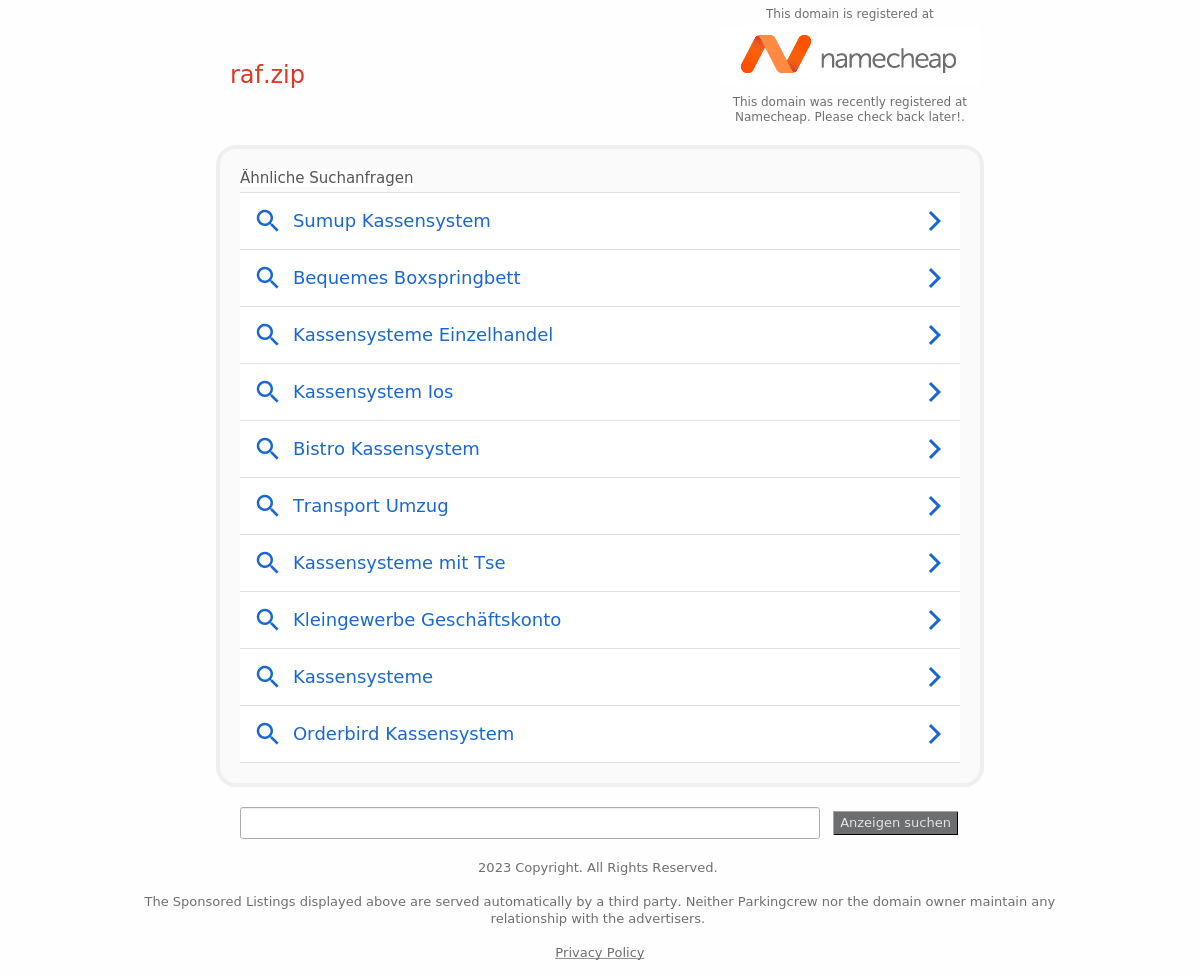 This domain is registered at
namecheap
raf.zip
This domain was recently registered at
Namecheap. Please check back later!.
Ähnliche Suchanfragen
Sumup Kassensystem
Bequemes Boxspringbett
Kassensysteme Einzelhandel
Kassensystem Ios
Bistro Kassensystem
Transport Umzug
Kassensysteme mit Tse
Kleingewerbe Geschäftskonto
Kassensysteme
Orderbird Kassensystem
Anzeigen suchen
2023 Copyright. All Rights Reserved.
The Sponsored Listings displayed above are served automatically by a third party. Neither Parkingcrew nor the domain owner maintain any
relationship with the advertisers.
Privacy Policy